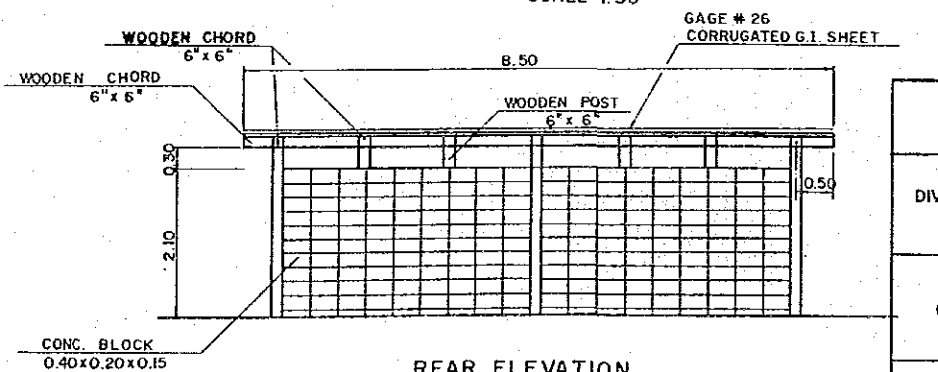 GAGE # 26
CORRUGATED G.I. SHEET
WOODEN CHORD
6" x 6"
8.50
WOODEN CHORD
6" x 6"
WOODEN POST
6" x 6"
0.30
0.50
2.10
CONC. BLOCK
0.40x0.20x0.15
REAR ELEVATION